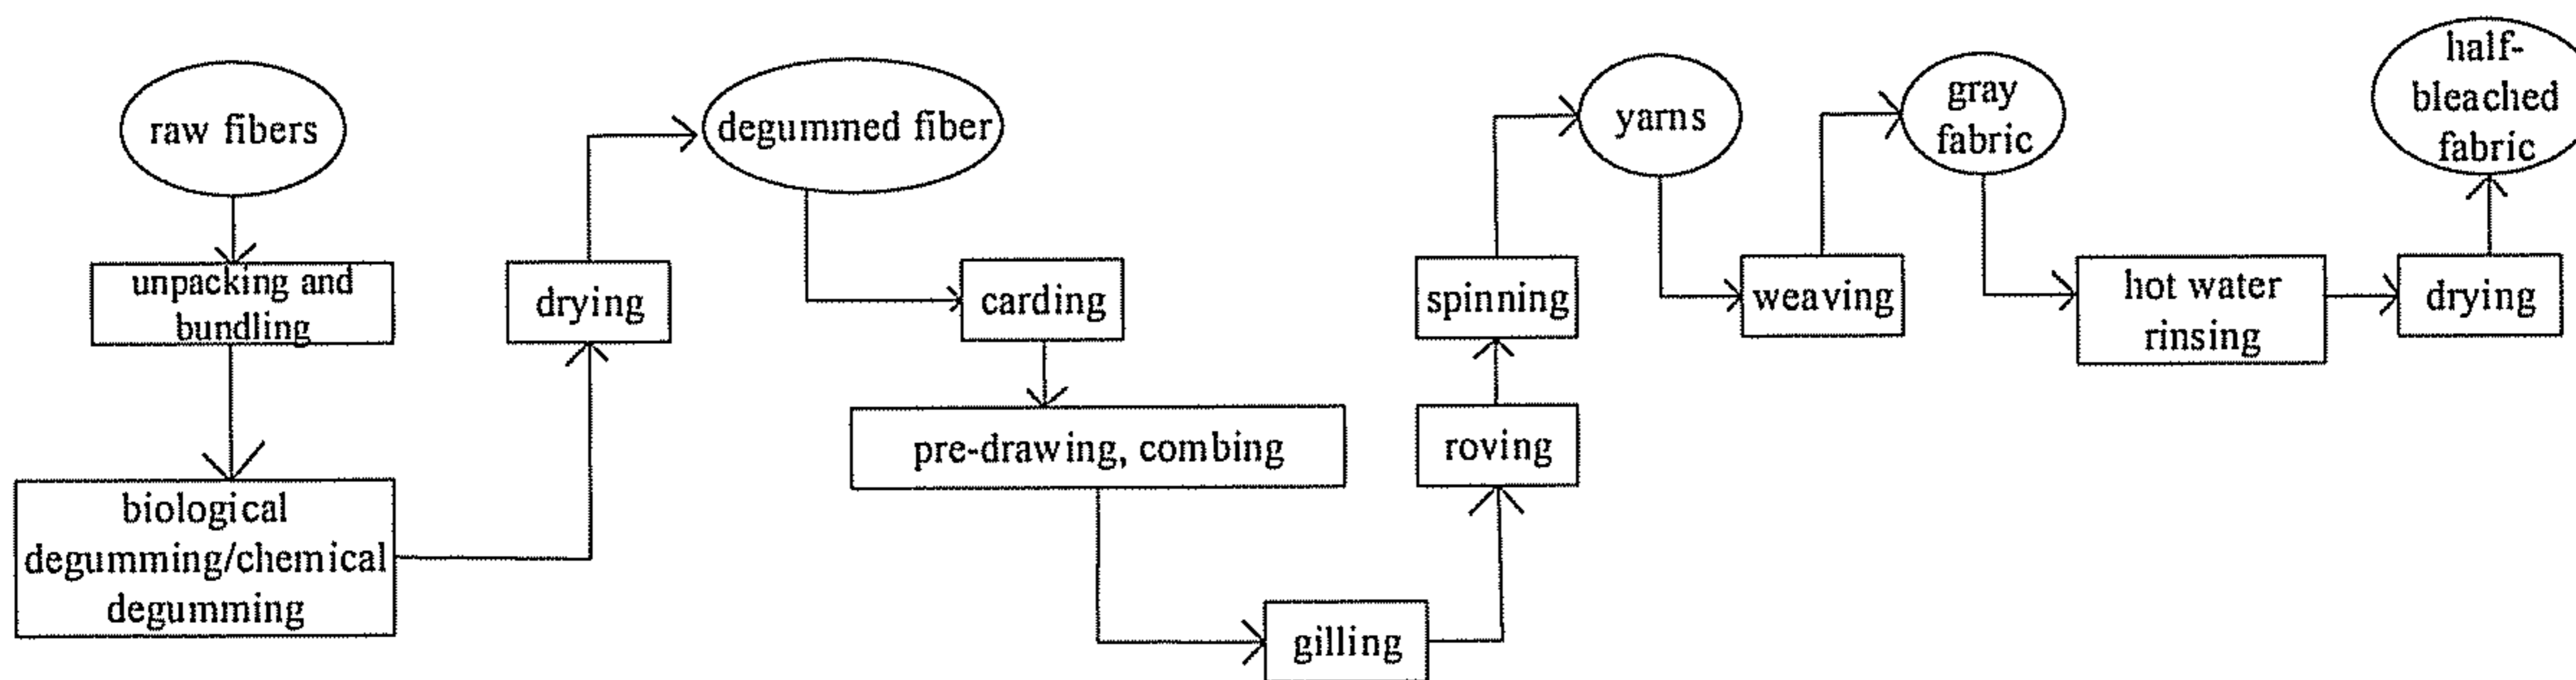 raw fibers
unpacking and
bundling
biological
degumming/chemical
degumming
drying
degummed fiber
carding
pre-drawing, combing
gilling
roving
spinning
yarns
weaving
gray
fabric
hot water
rinsing
drying
half-
bleached
fabric